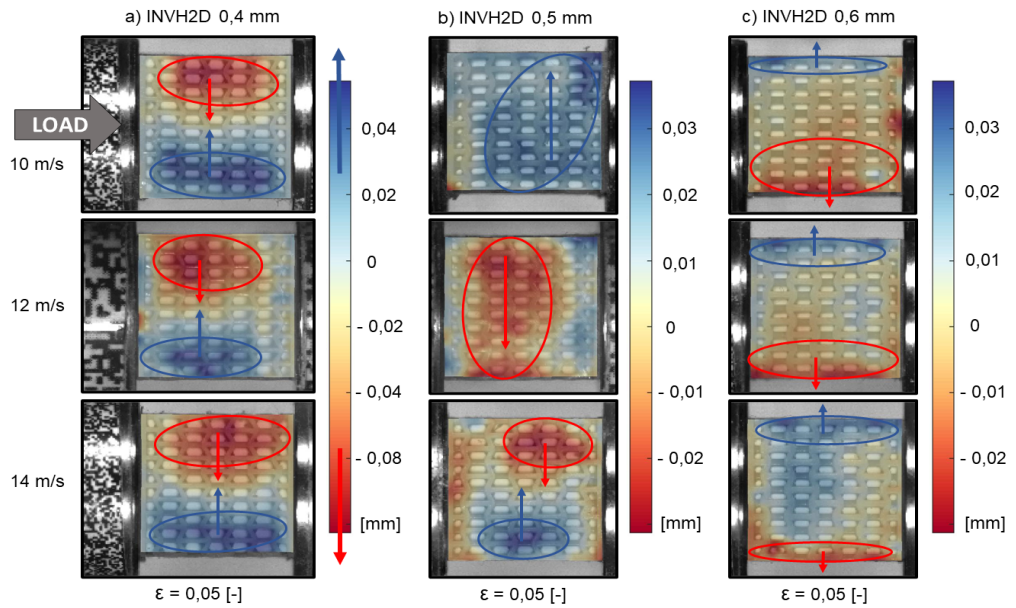 a) INVH2D 0,4 mm
b) INVH2D 0,5 mm
c) INVH2D 0,6 mm
LOAD
10 m/s
12 m/s
14 m/s
0,04
0,02
0
- 0,02
- 0,04
- 0,08
[mm]
0,03
0,02
0,01
0
- 0,01
- 0,02
[mm]
0,03
0,02
0,01
0
- 0,01
- 0,02
[mm]
ε = 0,05 [-]
ε = 0,05 [-]
ε = 0,05 [-]